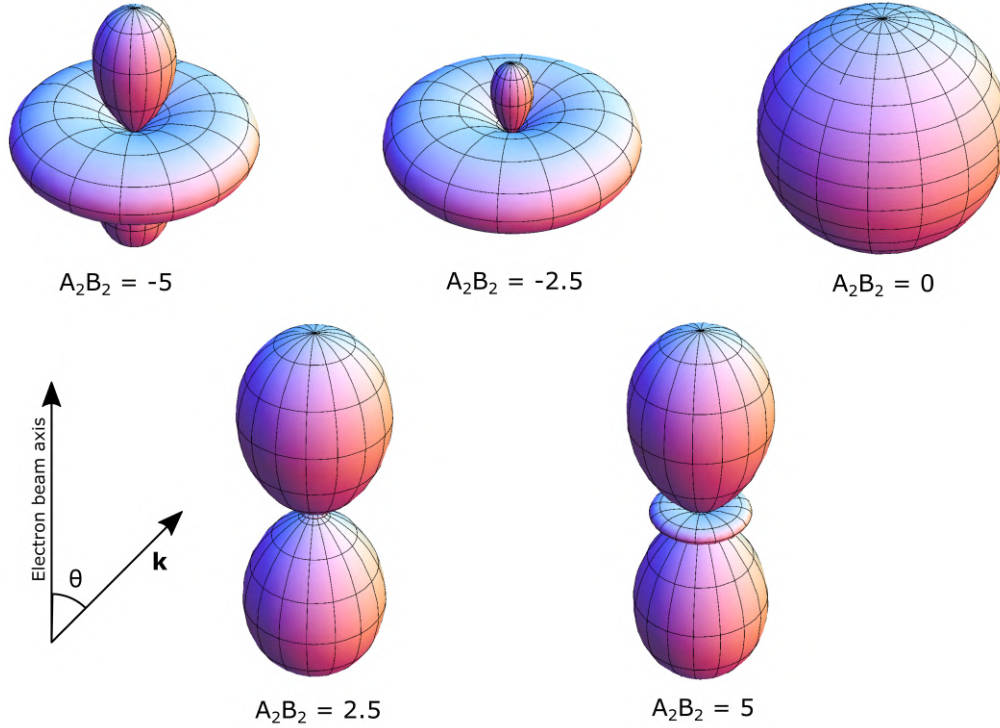 A₂B₂ = -5
A₂B₂ = -2.5
A₂B₂ = 0
Electron beam axis
θ
k
A₂B₂ = 2.5
A₂B₂ = 5